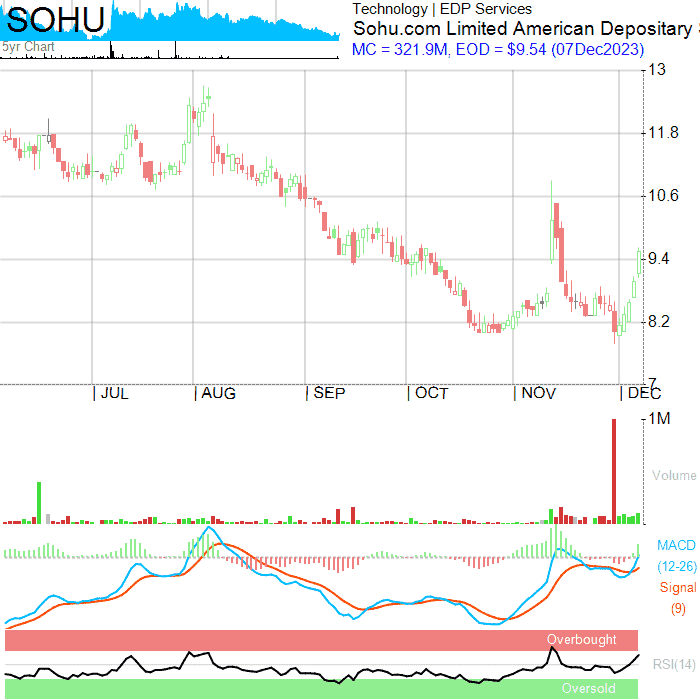 SOHU
5yr Chart
Technology | EDP Services
Sohu.com Limited American Depositary S
MC = 321.9M, EOD = $9.54 (07Dec2023)
13
11.8
10.6
9.4
8.2
7
| JUL | AUG | SEP | OCT | NOV | DEC
1M
Volume
MACD
(12-26)
Signal
(9)
Overbought
RSI(14)
Oversold